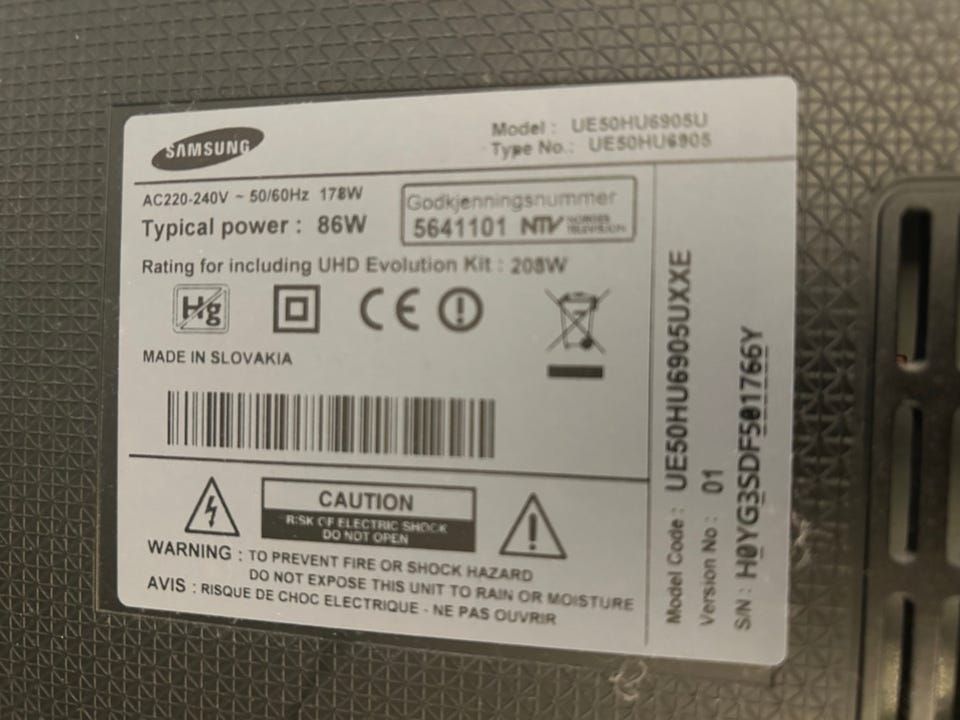 SAMSUNG
Model : UE50HU6905U
Type No.: UE50HU6905
AC220-240V ~ 50/60Hz 178W
Typical power : 86W
Godkjenningsnummer
5641101 NTV NORGES TELEVISION
Rating for including UHD Evolution Kit : 208W
Hg
CE
MADE IN SLOVAKIA
CAUTION
RISK OF ELECTRIC SHOCK
DO NOT OPEN
WARNING : TO PREVENT FIRE OR SHOCK HAZARD
DO NOT EXPOSE THIS UNIT TO RAIN OR MOISTURE
AVIS : RISQUE DE CHOC ELECTRIQUE - NE PAS OUVRIR
Model Code : UE50HU6905UXXE
Version No : 01
S/N : H0YG3SDF501766Y